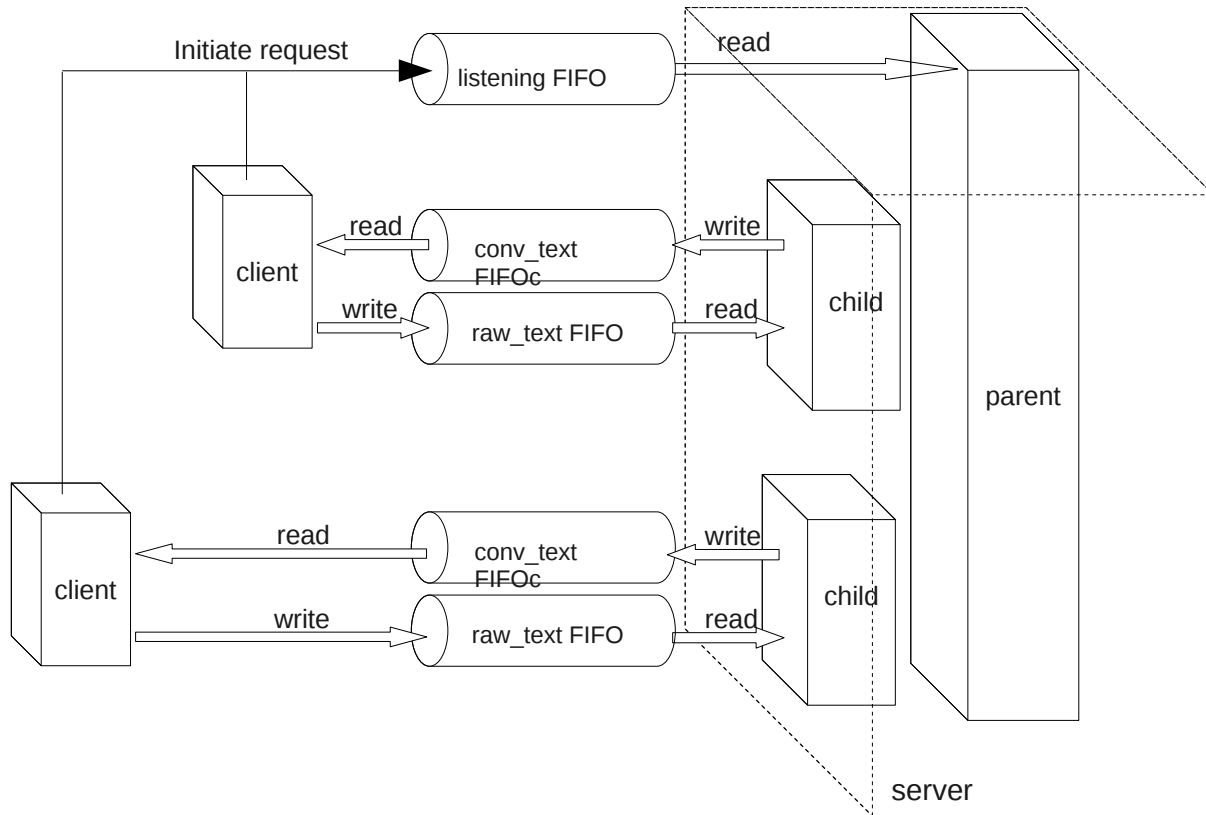 Initiate request
read
listening FIFO
read
write
conv_text
FIFOc
client
child
write
read
raw_text FIFO
parent
read
write
conv_text
FIFOc
client
child
write
read
raw_text FIFO
server